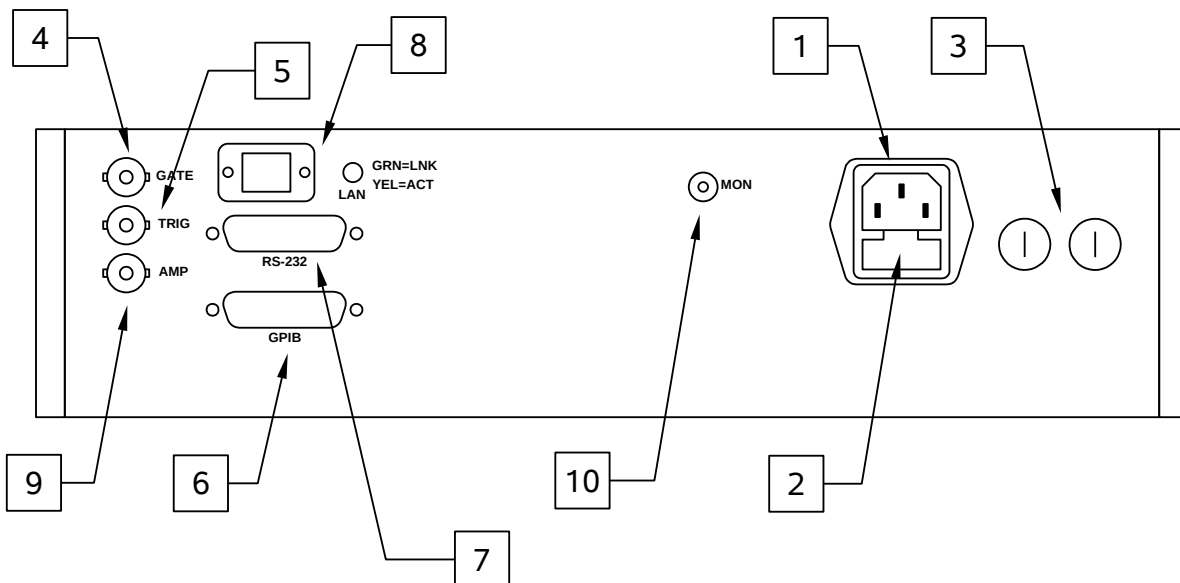 4
5
8
1
3
GATE
GRN=LNK
YEL=ACT
LAN
MON
TRIG
RS-232
AMP
GPIB
9
6
10
2
7